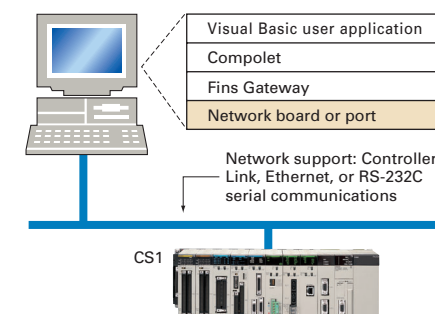 Visual Basic user application
Compolet
Fins Gateway
Network board or port
Network support: Controller
Link, Ethernet, or RS-232C
serial communications
CS1